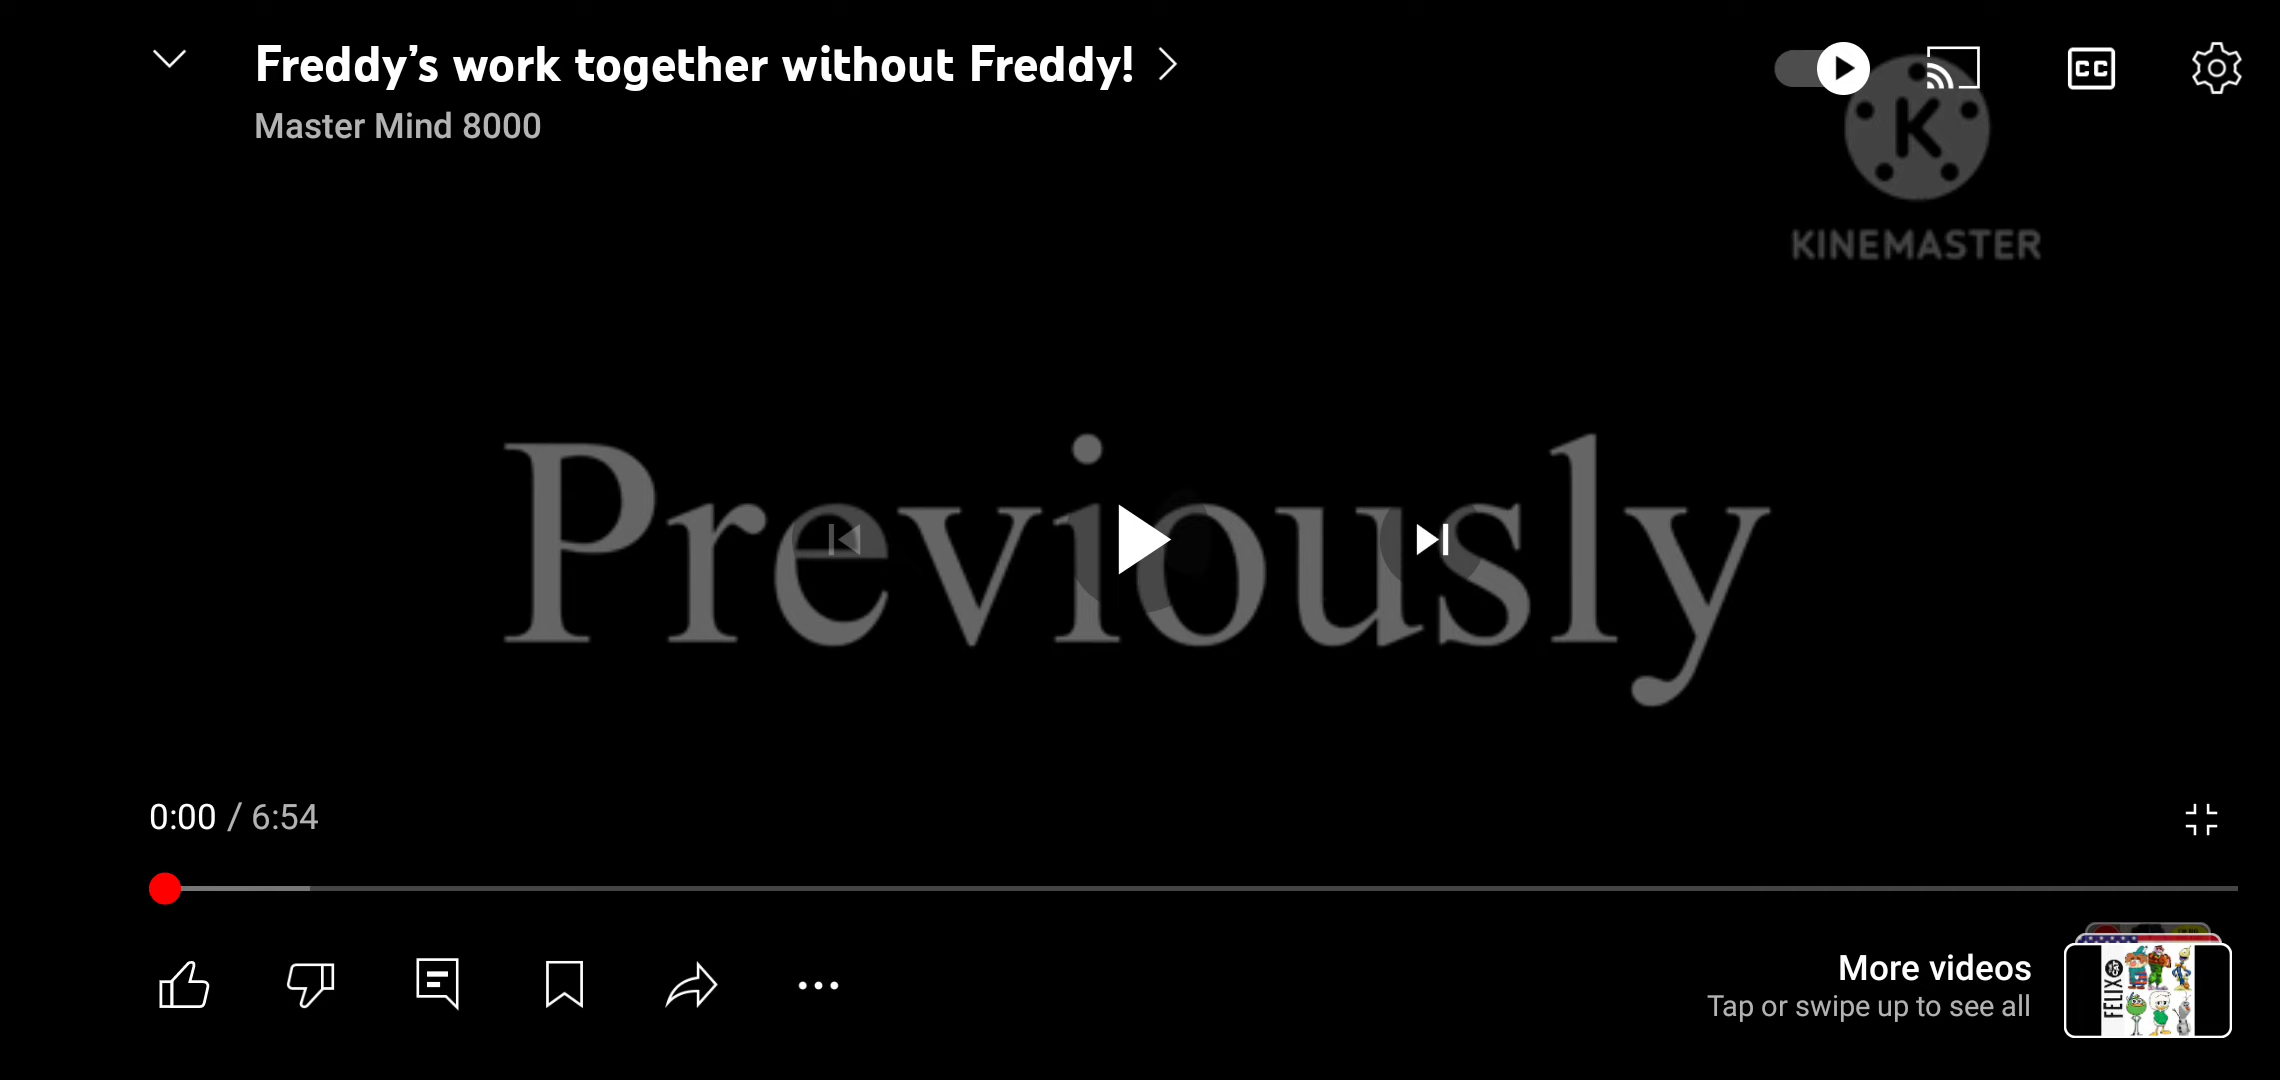 Freddy’s work together without Freddy!
Master Mind 8000
CC
K
KINEMASTER
Previously
0:00 / 6:54
More videos
Tap or swipe up to see all
FELIX